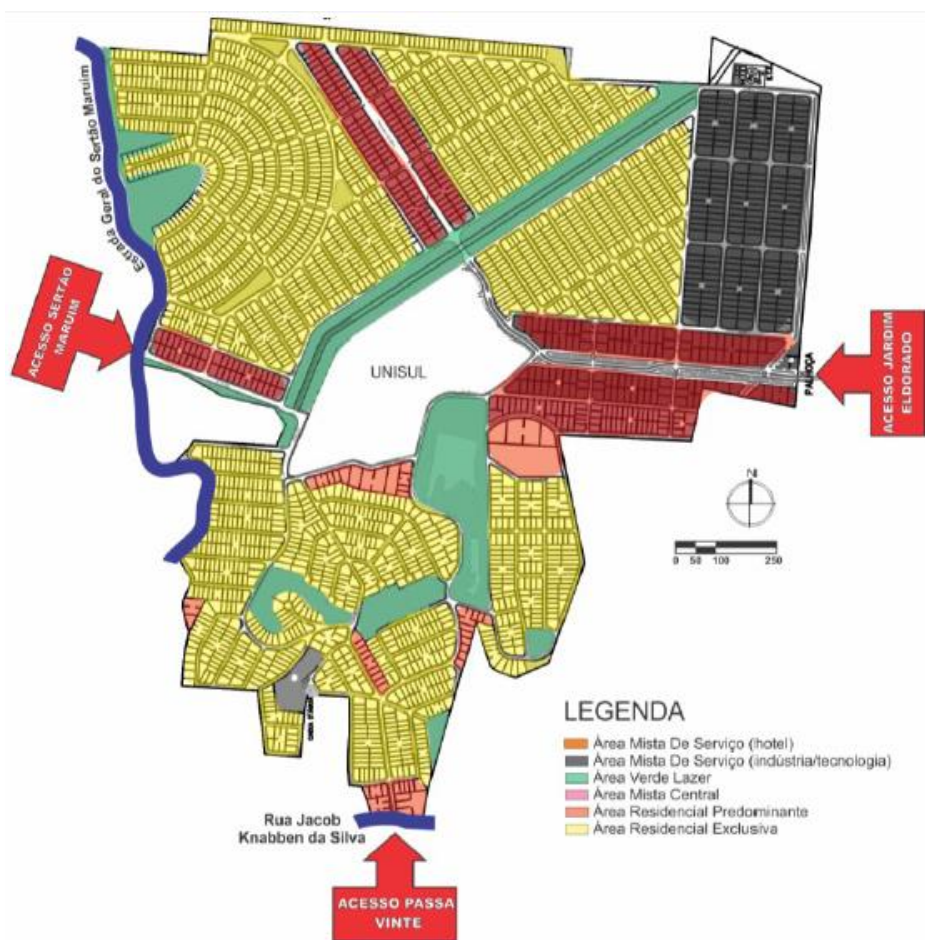 Estrada Geral do Sertão Maruim
ACESSO SERTÃO
MARUIM
UNISUL
PALHOÇA
ACESSO JARDIM
ELDORADO
N
0 50 100 250
LEGENDA
Área Mista De Serviço (hotel)
Área Mista De Serviço (indústria/tecnologia)
Área Verde Lazer
Área Mista Central
Área Residencial Predominante
Área Residencial Exclusiva
Rua Jacob
Knabben da Silva
ACESSO PASSA
VINTE